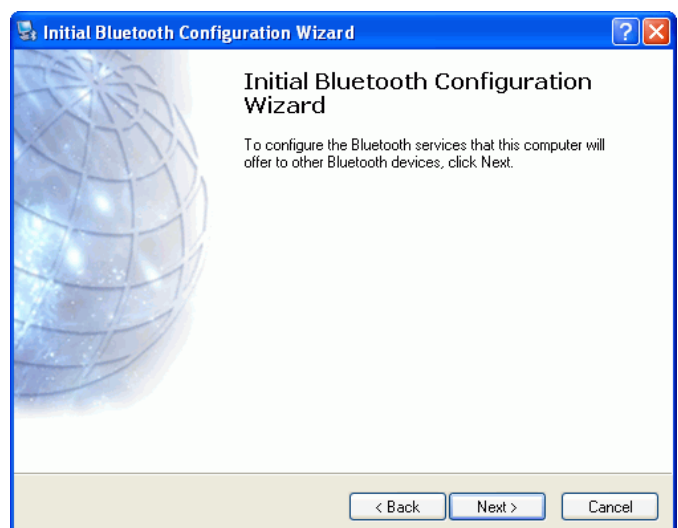 Initial Bluetooth Configuration Wizard
?
Initial Bluetooth Configuration
Wizard
To configure the Bluetooth services that this computer will
offer to other Bluetooth devices, click Next.
< Back Next > Cancel